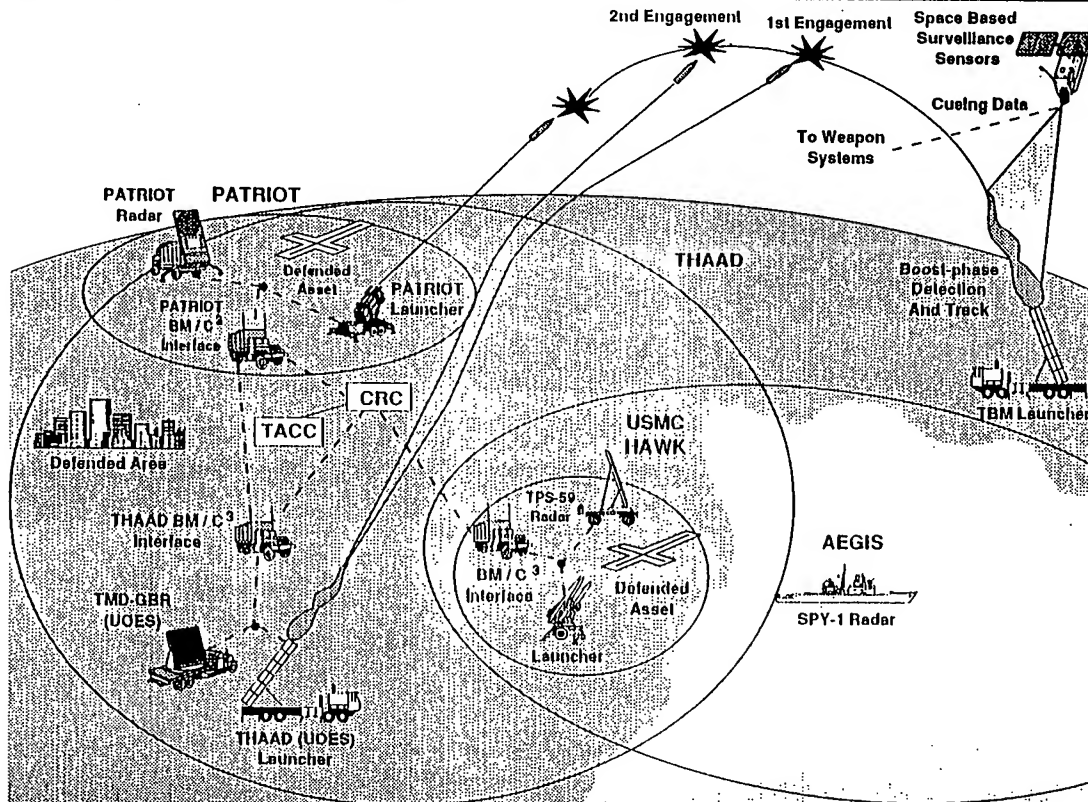 2nd Engagement
1st Engagement
Space Based
Surveillance
Sensors
Cueing Data
To Weapon
Systems
PATRIOT
Radar
PATRIOT
Defended
Asset
PATRIOT
Launcher
PATRIOT
BM / C
Interface
THAAD
Boost-phase
Detection
And Track
TBM Launcher
CRC
TACC
USMC
HAWK
Defended Area
TPS-59
Radar
THAAD BM / C³
Interface
BM / C³
Interface
Defended
Asset
Launcher
AEGIS
SPY-1 Radar
TMD-GBR
(UOES)
THAAD (UOES)
Launcher